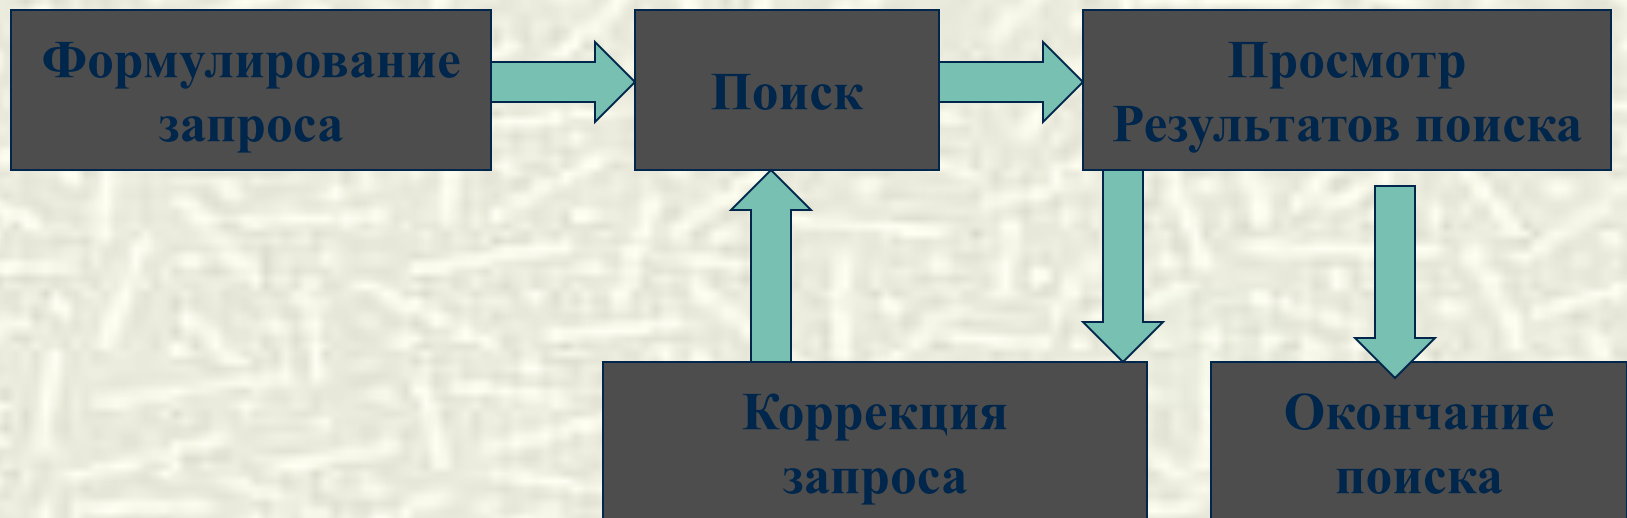 Формулирование
запроса
Поиск
Просмотр
Результатов поиска
Коррекция
запроса
Окончание
поиска